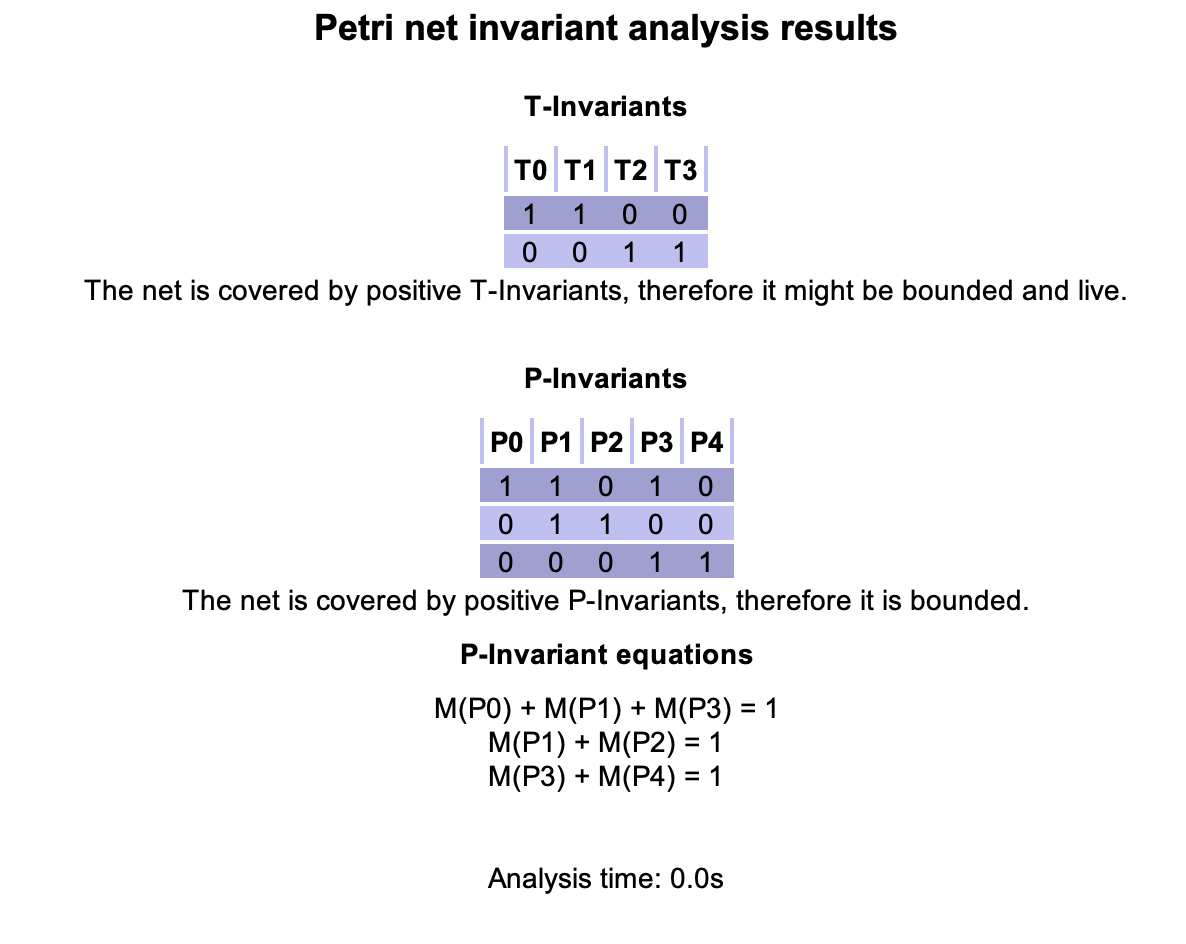 Petri net invariant analysis results
T-Invariants
T0 T1 T2 T3
1 1 0 0
0 0 1 1
The net is covered by positive T-Invariants, therefore it might be bounded and live.
P-Invariants
P0 P1 P2 P3 P4
1 1 0 1 0
0 1 1 0 0
0 0 0 1 1
The net is covered by positive P-Invariants, therefore it is bounded.
P-Invariant equations
M(P0) + M(P1) + M(P3) = 1
M(P1) + M(P2) = 1
M(P3) + M(P4) = 1
Analysis time: 0.0s